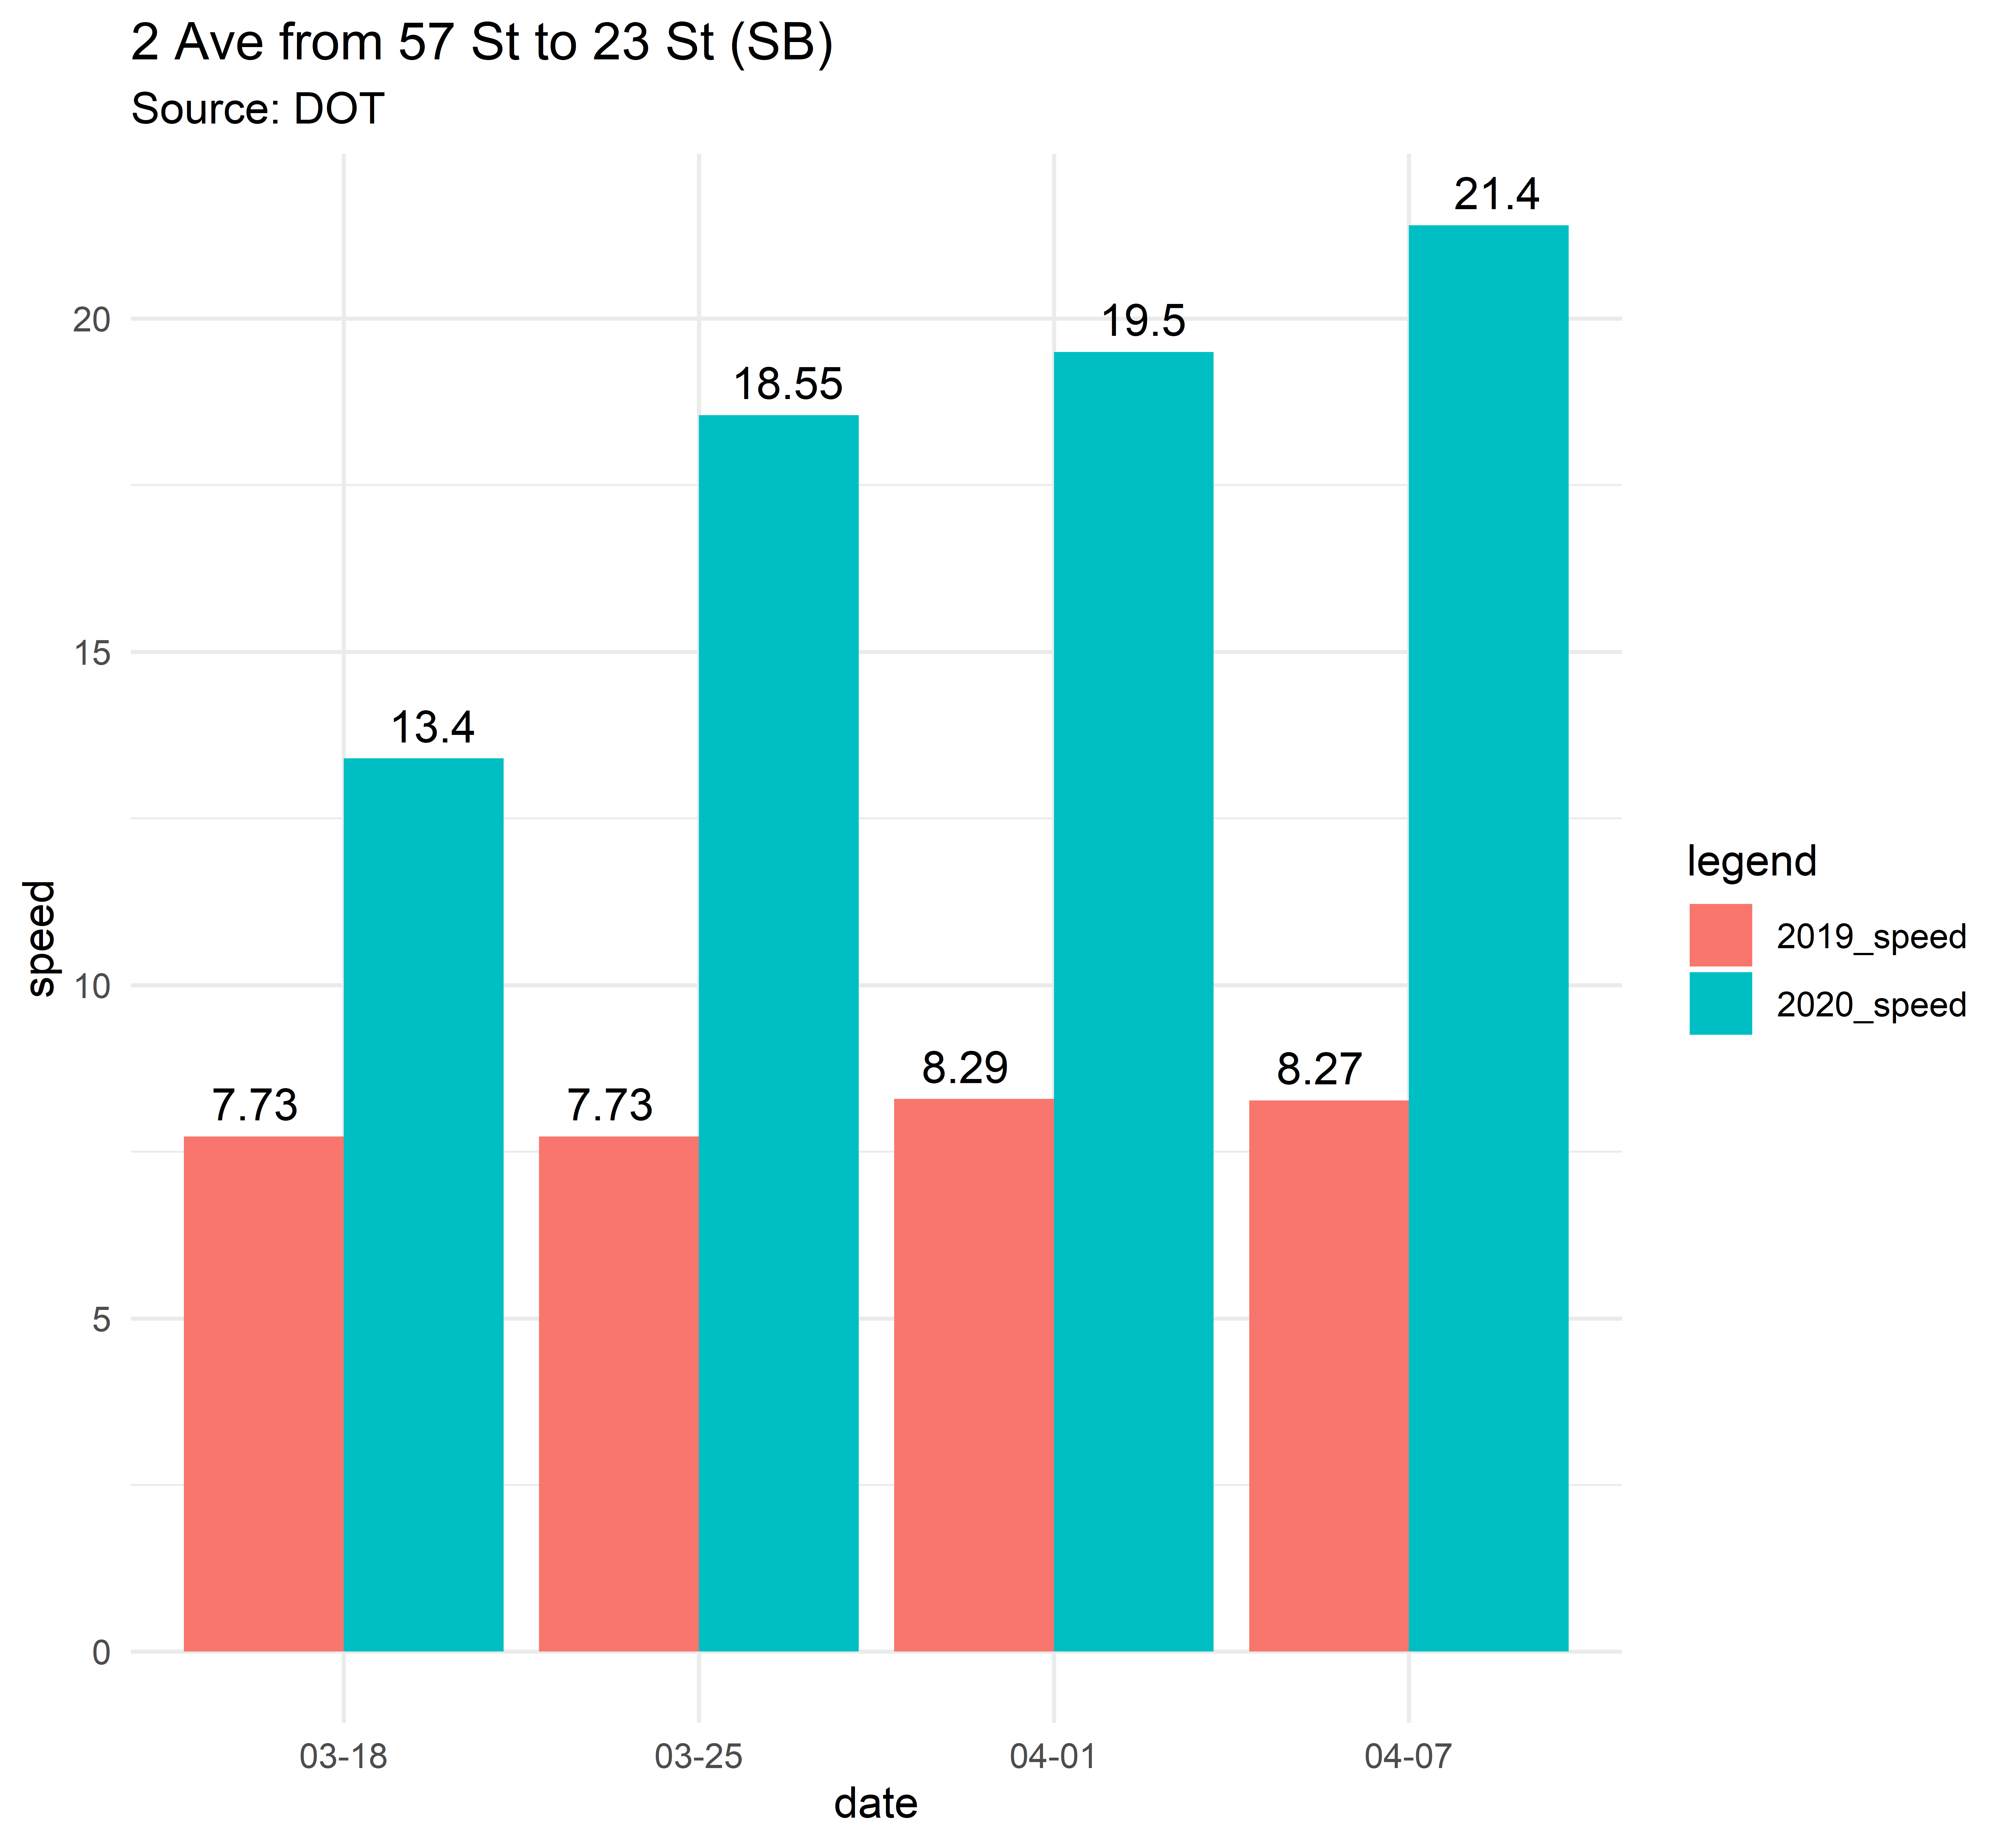 2 Ave from 57 St to 23 St (SB)
Source: DOT
21.4
20
19.5
18.55
15
13.4
legend
speed
2019_speed
10
2020_speed
8.29
8.27
7.73
7.73
5
0
03-18
03-25
04-01
04-07
date